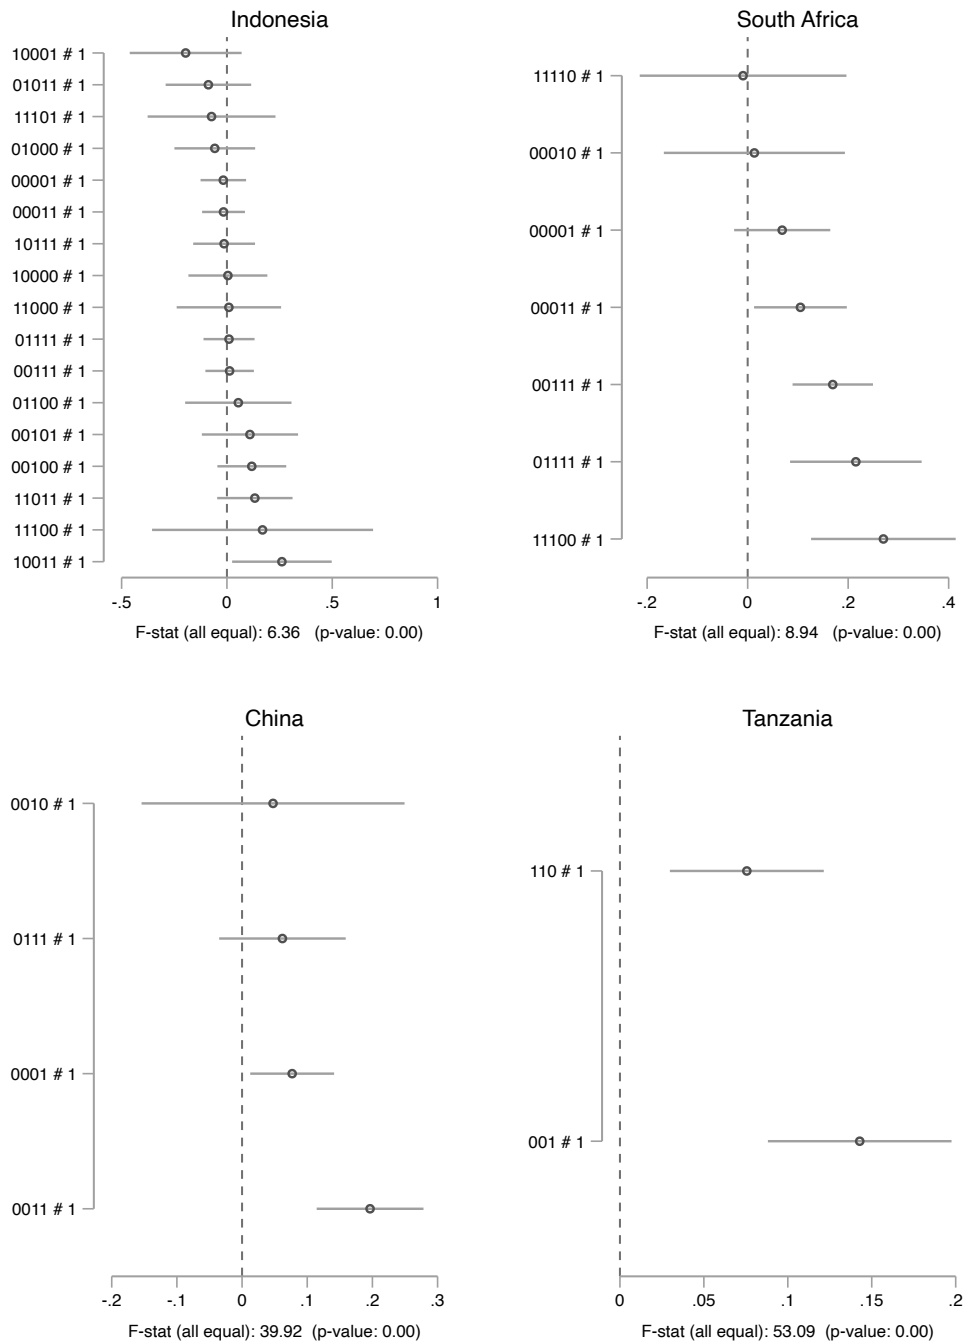 Indonesia
10001 # 1
01011 # 1
11101 # 1
01000 # 1
00001 # 1
00011 # 1
10111 # 1
10000 # 1
11000 # 1
01111 # 1
00111 # 1
01100 # 1
00101 # 1
00100 # 1
11011 # 1
11100 # 1
10011 # 1
-.5 0 .5 1
F-stat (all equal): 6.36 (p-value: 0.00)
South Africa
11110 # 1
00010 # 1
00001 # 1
00011 # 1
00111 # 1
01111 # 1
11100 # 1
-.2 0 .2 .4
F-stat (all equal): 8.94 (p-value: 0.00)
China
0010 # 1
0111 # 1
0001 # 1
0011 # 1
-.2 -.1 0 .1 .2 .3
F-stat (all equal): 39.92 (p-value: 0.00)
Tanzania
110 # 1
001 # 1
0 .05 .1 .15 .2
F-stat (all equal): 53.09 (p-value: 0.00)